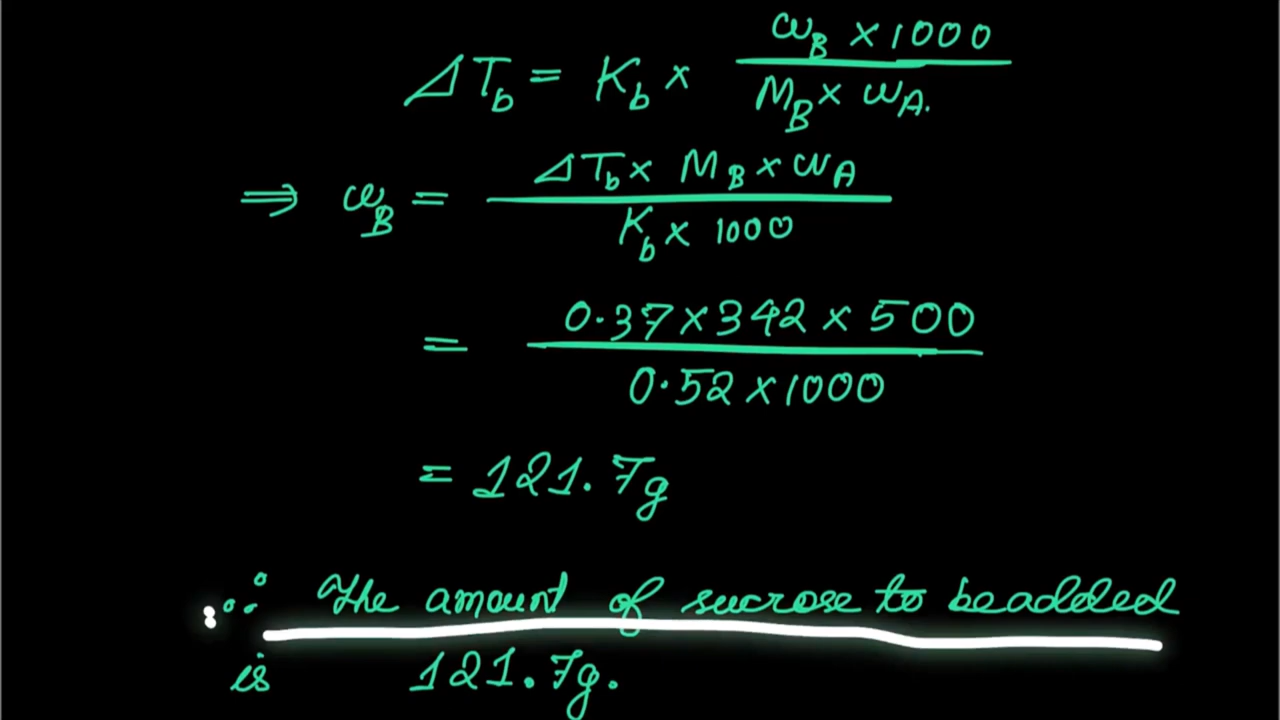 ΔT_b = K_b × (w_B × 1000) / (M_B × w_A.)
⇒ w_B = (ΔT_b × M_B × w_A) / (K_b × 1000)
= (0.37 × 342 × 500) / (0.52 × 1000)
= 121.7g
∴ The amount of sucrose to be added
is 121.7g.